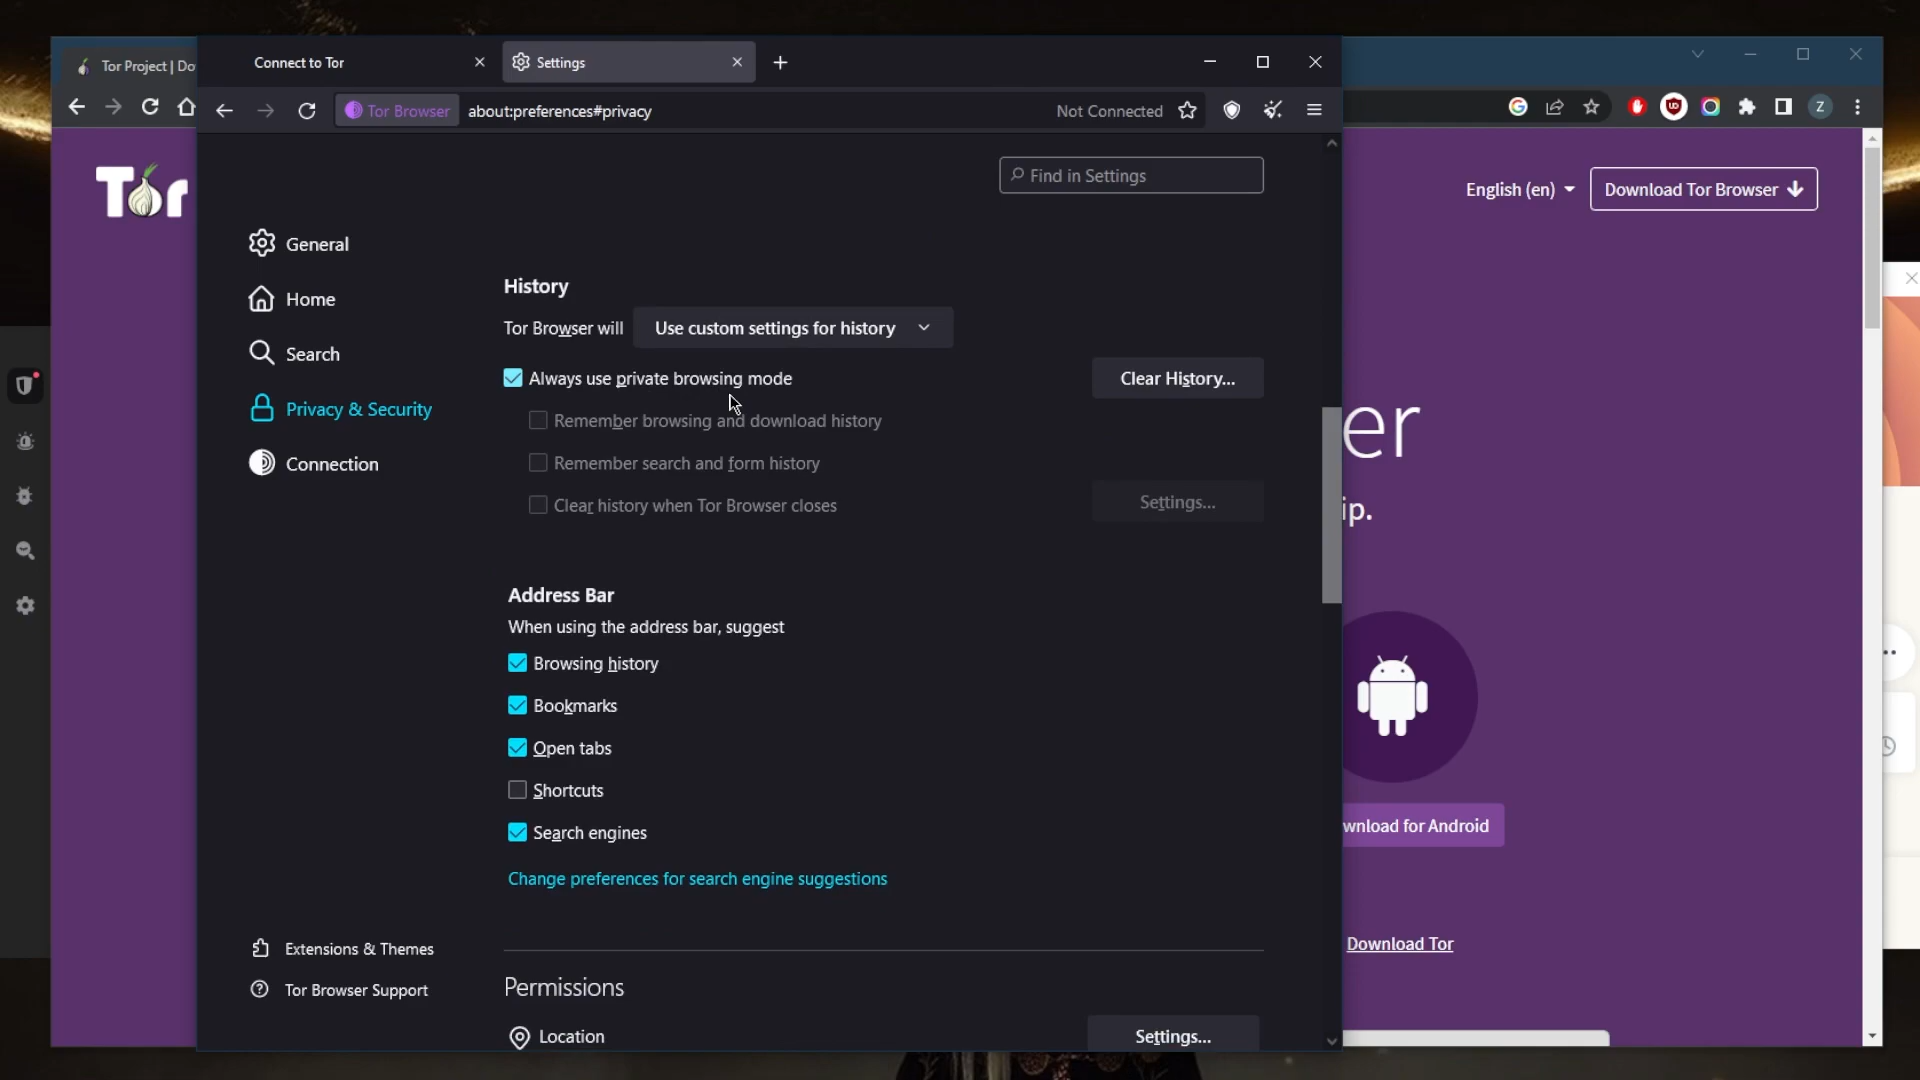 Tor Project | Do
Connect to Tor
Settings
Tor Browser
about:preferences#privacy
Not Connected
Z
Tor
Find in Settings
English (en)
Download Tor Browser
General
Home
Search
Privacy & Security
Connection
History
Tor Browser will
Use custom settings for history
Always use private browsing mode
Clear History...
Remember browsing and download history
Remember search and form history
Clear history when Tor Browser closes
Settings...
er
ip.
Address Bar
When using the address bar, suggest
Browsing history
Bookmarks
Open tabs
Shortcuts
Search engines
Change preferences for search engine suggestions
wnload for Android
Download Tor
Extensions & Themes
Tor Browser Support
Permissions
Location
Settings...